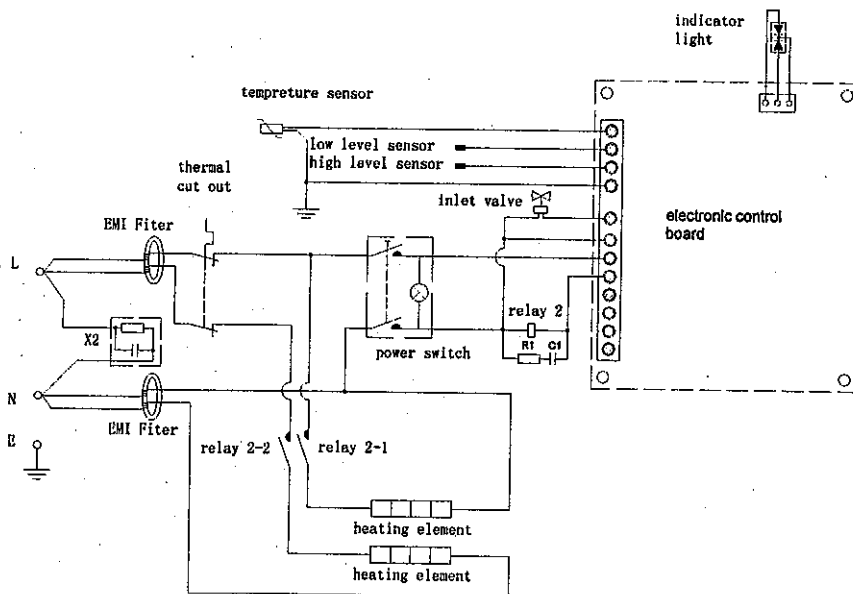 indicator
light
tempreture sensor
low level sensor
high level sensor
thermal
cut out
inlet valve
electronic control
board
EMI Fiter
L
relay 2
X2
R1 C1
power switch
N
EMI Fiter
E
relay 2-2
relay 2-1
heating element
heating element